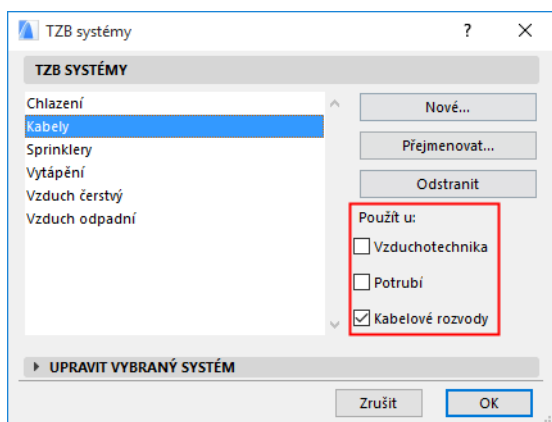 TZB systémy
?
TZB SYSTÉMY
Chlazení
Kabely
Sprinklery
Vytápění
Vzduch čerstvý
Vzduch odpadní
Nové...
Přejmenovat...
Odstranit
Použít u:
Vzduchotechnika
Potrubí
Kabelové rozvody
UPRAVIT VYBRANÝ SYSTÉM
Zrušit
OK